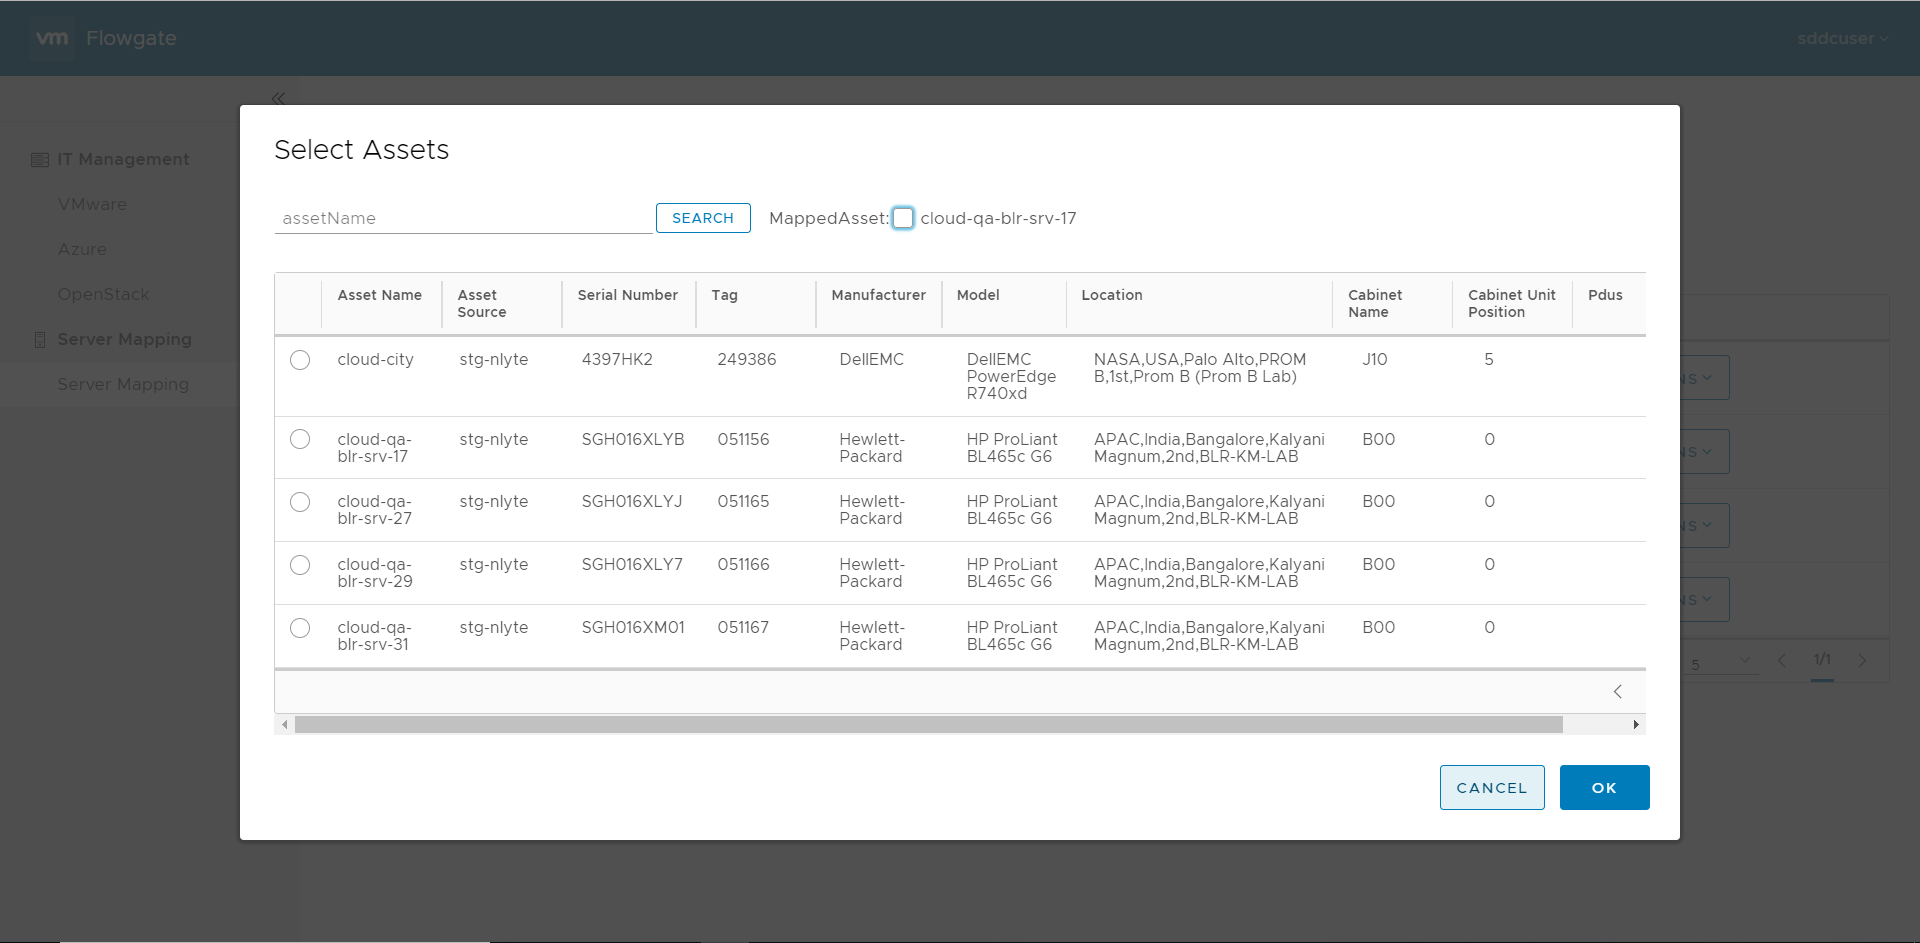 vm Flowgate
sddcuser
IT Management
VMware
Azure
OpenStack
Server Mapping
Server Mapping
Select Assets
assetName
SEARCH
MappedAsset: cloud-qa-blr-srv-17
Asset Name
Asset
Source
Serial Number
Tag
Manufacturer
Model
Location
Cabinet
Name
Cabinet Unit
Position
Pdus
cloud-city
stg-nlyte
4397HK2
249386
DellEMC
DellEMC
PowerEdge
R740xd
NASA,USA,Palo Alto,PROM
B,1st,Prom B (Prom B Lab)
J10
5
cloud-qa-
blr-srv-17
stg-nlyte
SGH016XLYB
051156
Hewlett-
Packard
HP ProLiant
BL465c G6
APAC,India,Bangalore,Kalyani
Magnum,2nd,BLR-KM-LAB
B00
0
cloud-qa-
blr-srv-27
stg-nlyte
SGH016XLYJ
051165
Hewlett-
Packard
HP ProLiant
BL465c G6
APAC,India,Bangalore,Kalyani
Magnum,2nd,BLR-KM-LAB
B00
0
cloud-qa-
blr-srv-29
stg-nlyte
SGH016XLY7
051166
Hewlett-
Packard
HP ProLiant
BL465c G6
APAC,India,Bangalore,Kalyani
Magnum,2nd,BLR-KM-LAB
B00
0
cloud-qa-
blr-srv-31
stg-nlyte
SGH016XM01
051167
Hewlett-
Packard
HP ProLiant
BL465c G6
APAC,India,Bangalore,Kalyani
Magnum,2nd,BLR-KM-LAB
B00
0
NS
NS
NS
NS
5
1/1
CANCEL
OK